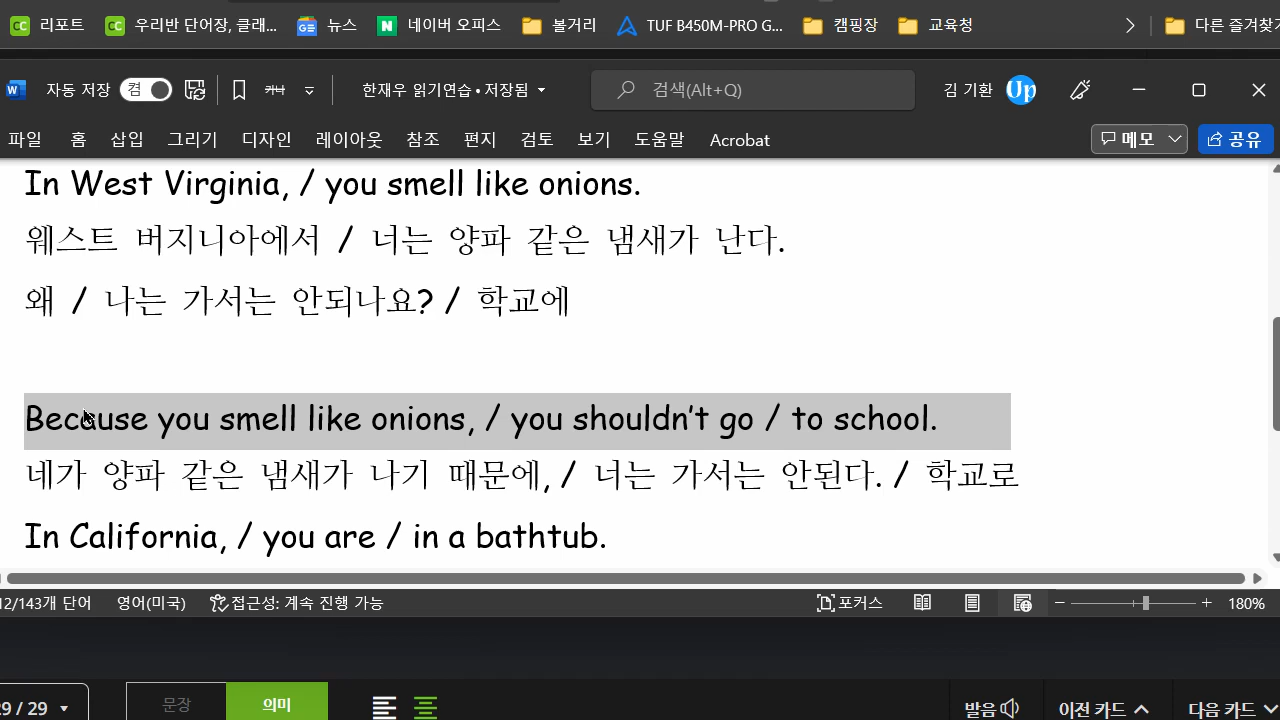 리포트 우리반 단어장, 클래... 뉴스 네이버 오피스 볼거리 TUF B450M-PRO G... 캠핑장 교육청 다른 즐겨찾기
자동 저장 켬 한재우 읽기연습 • 저장됨 검색(Alt+Q) 김 기환 Up
파일 홈 삽입 그리기 디자인 레이아웃 참조 편지 검토 보기 도움말 Acrobat 메모 공유
In West Virginia, / you smell like onions.
웨스트 버지니아에서 / 너는 양파 같은 냄새가 난다.
왜 / 나는 가서는 안되나요? / 학교에
Because you smell like onions, / you shouldn't go / to school.
네가 양파 같은 냄새가 나기 때문에, / 너는 가서는 안된다. / 학교로
In California, / you are / in a bathtub.
12/143개 단어 영어(미국) 접근성: 계속 진행 가능 포커스 180%
29 / 29 문장 의미 발음 이전 카드 다음 카드